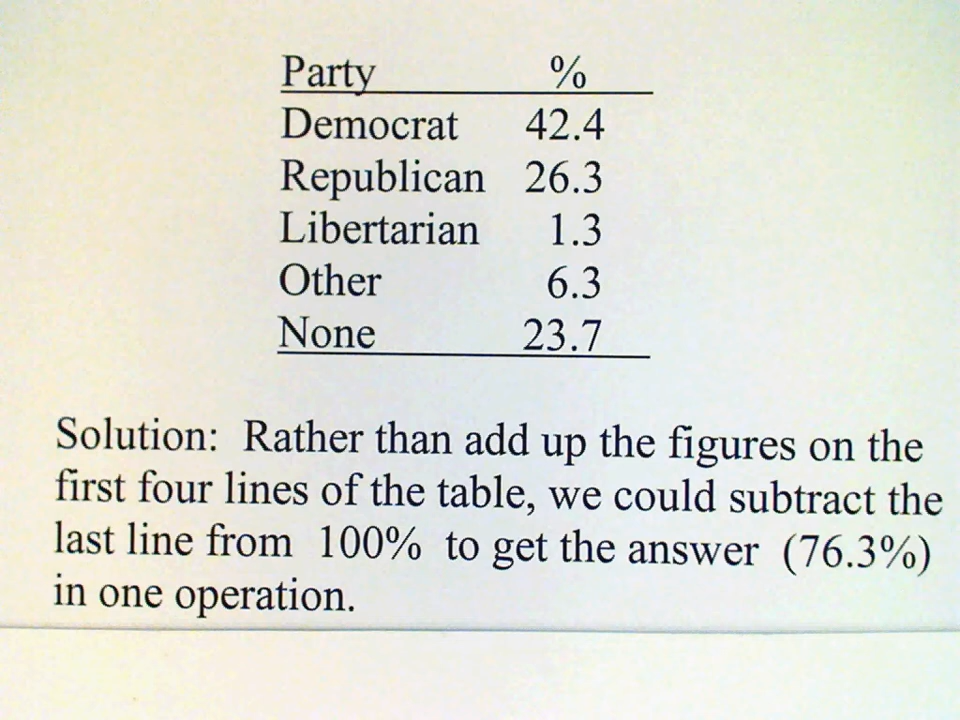 Party %
Democrat 42.4
Republican 26.3
Libertarian 1.3
Other 6.3
None 23.7
Solution: Rather than add up the figures on the
first four lines of the table, we could subtract the
last line from 100% to get the answer (76.3%)
in one operation.